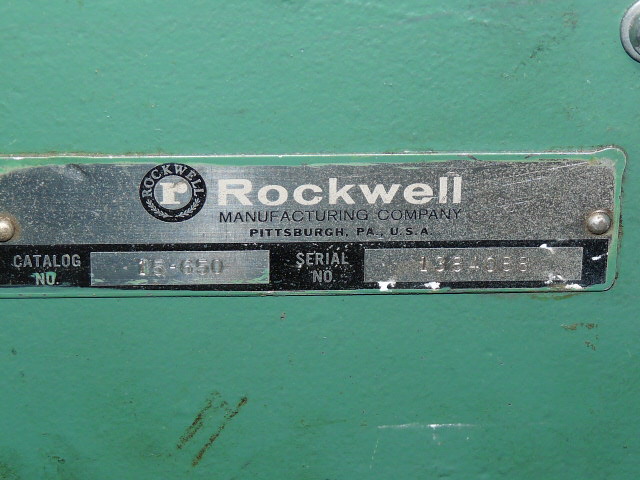 ROCKWELL
r
Rockwell
MANUFACTURING COMPANY
PITTSBURGH, PA., U.S.A.
CATALOG NO. 15-650 SERIAL NO.